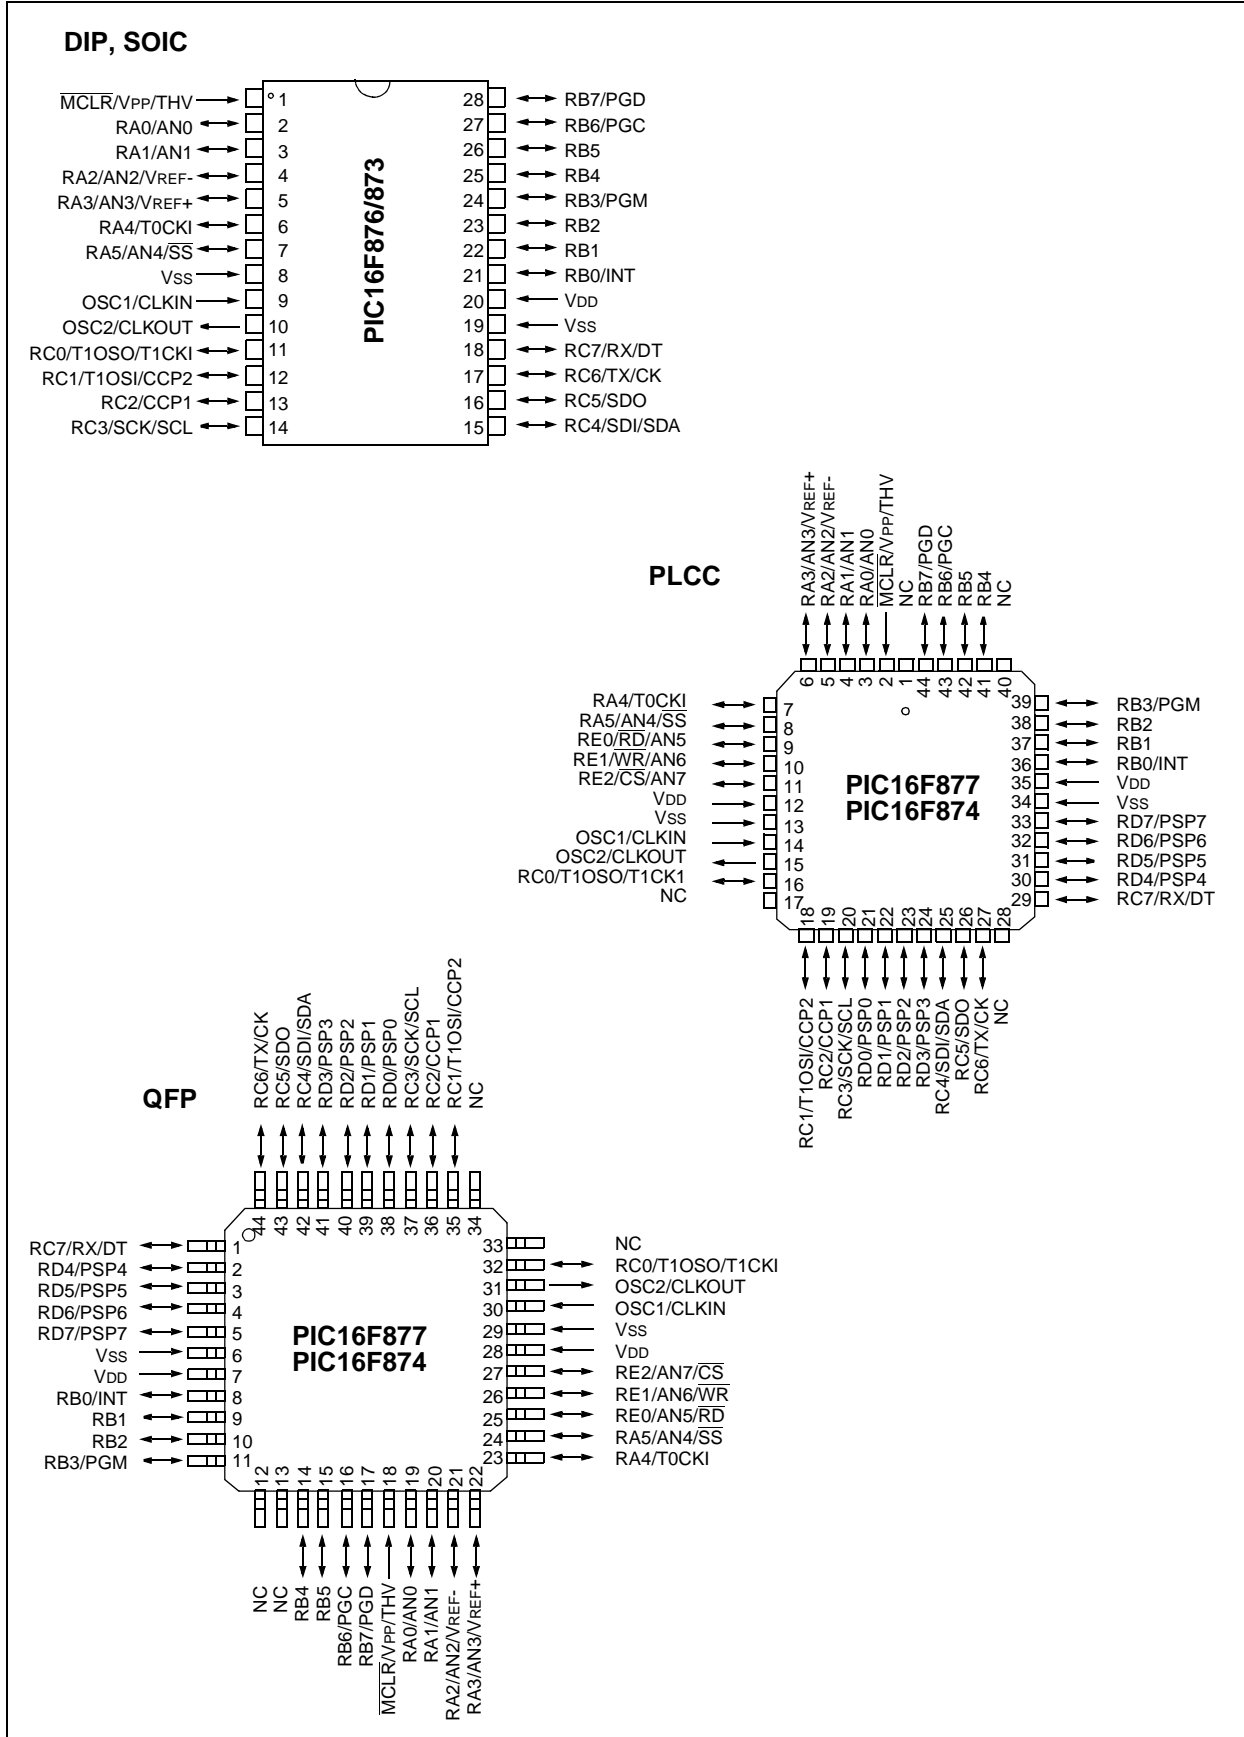 DIP, SOIC
MCLR/VPP/THV 1 28 RB7/PGD
RA0/AN0 2 27 RB6/PGC
RA1/AN1 3 26 RB5
RA2/AN2/VREF- 4 25 RB4
RA3/AN3/VREF+ 5 24 RB3/PGM
RA4/T0CKI 6 23 RB2
RA5/AN4/SS 7 22 RB1
VSS 8 21 RB0/INT
OSC1/CLKIN 9 20 VDD
OSC2/CLKOUT 10 19 VSS
RC0/T1OSO/T1CKI 11 18 RC7/RX/DT
RC1/T1OSI/CCP2 12 17 RC6/TX/CK
RC2/CCP1 13 16 RC5/SDO
RC3/SCK/SCL 14 15 RC4/SDI/SDA
PIC16F876/873
PLCC
RA3/AN3/VREF+
RA2/AN2/VREF-
RA1/AN1
RA0/AN0
MCLR/VPP/THV
NC
RB7/PGD
RB6/PGC
RB5
RB4
NC
6 5 4 3 2 1 44 43 42 41 40
RA4/T0CKI 7 39 RB3/PGM
RA5/AN4/SS 8 38 RB2
RE0/RD/AN5 9 37 RB1
RE1/WR/AN6 10 36 RB0/INT
RE2/CS/AN7 11 35 VDD
VDD 12 34 VSS
VSS 13 33 RD7/PSP7
OSC1/CLKIN 14 32 RD6/PSP6
OSC2/CLKOUT 15 31 RD5/PSP5
RC0/T1OSO/T1CK1 16 30 RD4/PSP4
NC 17 29 RC7/RX/DT
PIC16F877
PIC16F874
18 19 20 21 22 23 24 25 26 27 28
RC1/T1OSI/CCP2
RC2/CCP1
RC3/SCK/SCL
RD0/PSP0
RD1/PSP1
RD2/PSP2
RD3/PSP3
RC4/SDI/SDA
RC5/SDO
RC6/TX/CK
NC
QFP
RC6/TX/CK
RC5/SDO
RC4/SDI/SDA
RD3/PSP3
RD2/PSP2
RD1/PSP1
RD0/PSP0
RC3/SCK/SCL
RC2/CCP1
RC1/T1OSI/CCP2
NC
44 43 42 41 40 39 38 37 36 35 34
RC7/RX/DT 1 33 NC
RD4/PSP4 2 32 RC0/T1OSO/T1CKI
RD5/PSP5 3 31 OSC2/CLKOUT
RD6/PSP6 4 30 OSC1/CLKIN
RD7/PSP7 5 29 VSS
VSS 6 28 VDD
VDD 7 27 RE2/AN7/CS
RB0/INT 8 26 RE1/AN6/WR
RB1 9 25 RE0/AN5/RD
RB2 10 24 RA5/AN4/SS
RB3/PGM 11 23 RA4/T0CKI
PIC16F877
PIC16F874
12 13 14 15 16 17 18 19 20 21 22
NC
NC
RB4
RB5
RB6/PGC
RB7/PGD
MCLR/VPP/THV
RA0/AN0
RA1/AN1
RA2/AN2/VREF-
RA3/AN3/VREF+